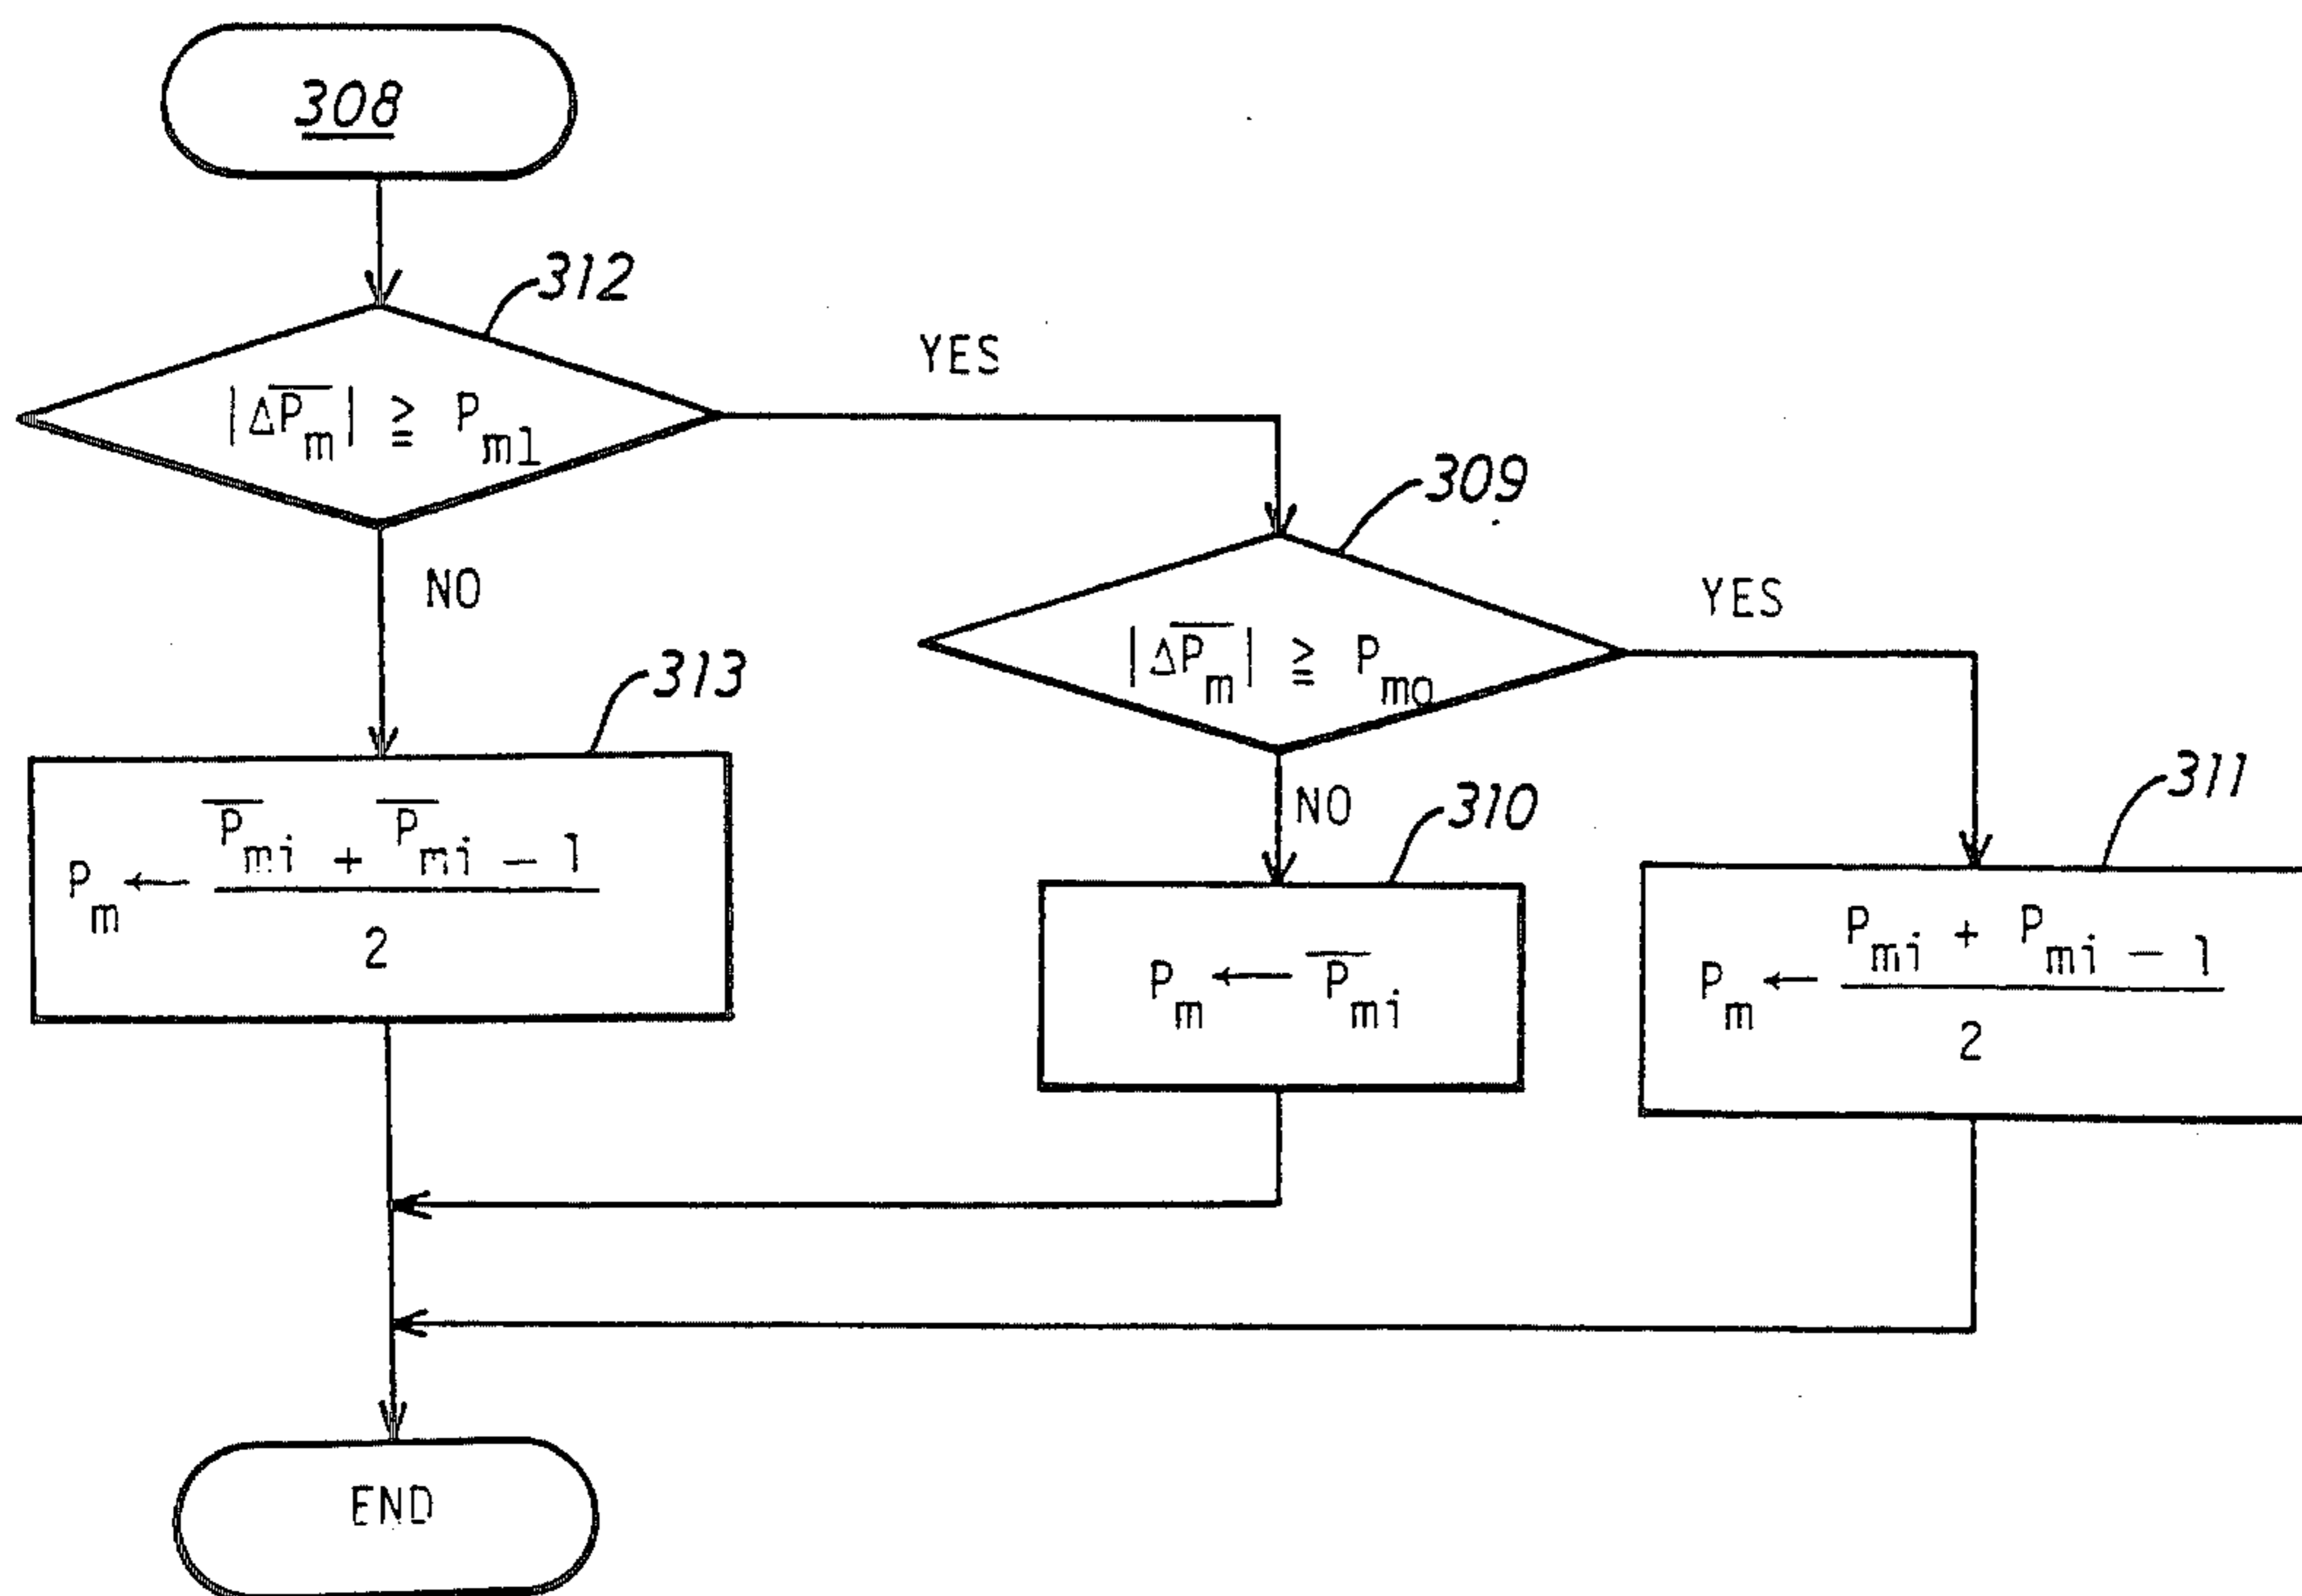 308
312
|ΔP̅m| ≧ Pm1
YES
309
NO
|ΔP̅m| ≧ Pmo
YES
313
Pm ← P̅mi + P̅mi − 1
2
NO
310
Pm ← P̅mi
311
Pm ← Pmi + Pmi − 1
2
END